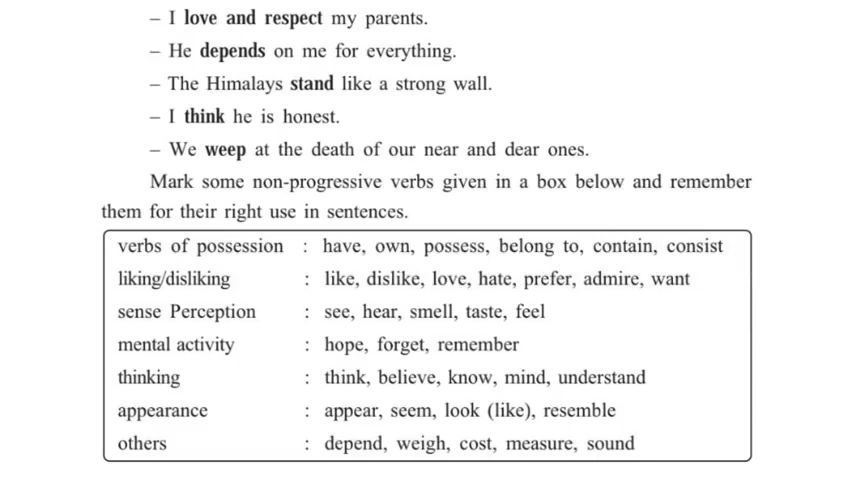 – I love and respect my parents.
– He depends on me for everything.
– The Himalays stand like a strong wall.
– I think he is honest.
– We weep at the death of our near and dear ones.
Mark some non-progressive verbs given in a box below and remember
them for their right use in sentences.
verbs of possession : have, own, possess, belong to, contain, consist
liking/disliking : like, dislike, love, hate, prefer, admire, want
sense Perception : see, hear, smell, taste, feel
mental activity : hope, forget, remember
thinking : think, believe, know, mind, understand
appearance : appear, seem, look (like), resemble
others : depend, weigh, cost, measure, sound